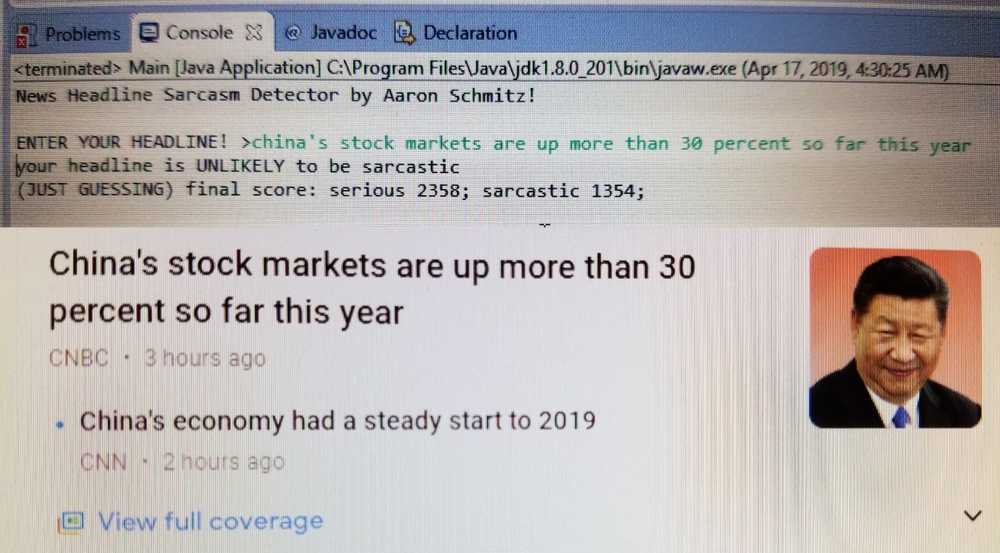 Problems Console @ Javadoc Declaration
<terminated> Main [Java Application] C:\Program Files\Java\jdk1.8.0_201\bin\javaw.exe (Apr 17, 2019, 4:30:25 AM)
News Headline Sarcasm Detector by Aaron Schmitz!
ENTER YOUR HEADLINE! >china's stock markets are up more than 30 percent so far this year
your headline is UNLIKELY to be sarcastic
(JUST GUESSING) final score: serious 2358; sarcastic 1354;
China's stock markets are up more than 30
percent so far this year
CNBC · 3 hours ago
• China's economy had a steady start to 2019
CNN · 2 hours ago
View full coverage